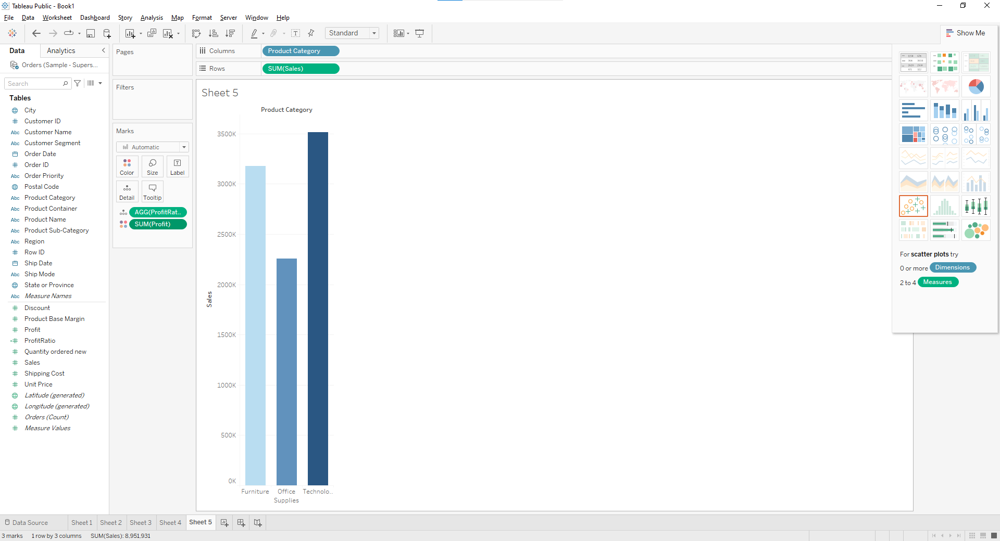 Tableau Public - Book1
File Data Worksheet Dashboard Story Analysis Map Format Server Window Help
Standard
Show Me
Data Analytics
Orders (Sample - Supers...
Search
Tables
City
Customer ID
Customer Name
Customer Segment
Order Date
Order ID
Order Priority
Postal Code
Product Category
Product Container
Product Name
Product Sub-Category
Region
Row ID
Ship Date
Ship Mode
State or Province
Measure Names
Discount
Product Base Margin
Profit
ProfitRatio
Quantity ordered new
Sales
Shipping Cost
Unit Price
Latitude (generated)
Longitude (generated)
Orders (Count)
Measure Values
Pages
Filters
Marks
Automatic
Color Size Label
Detail Tooltip
AGG(ProfitRat..
SUM(Profit)
Columns Product Category
Rows SUM(Sales)
Sheet 5
Product Category
3500K
3000K
2500K
2000K
1500K
1000K
500K
0K
Sales
Furniture Office Supplies Technolo..
For scatter plots try
0 or more Dimensions
2 to 4 Measures
Data Source Sheet 1 Sheet 2 Sheet 3 Sheet 4 Sheet 5
3 marks 1 row by 3 columns SUM(Sales): 8,951,931